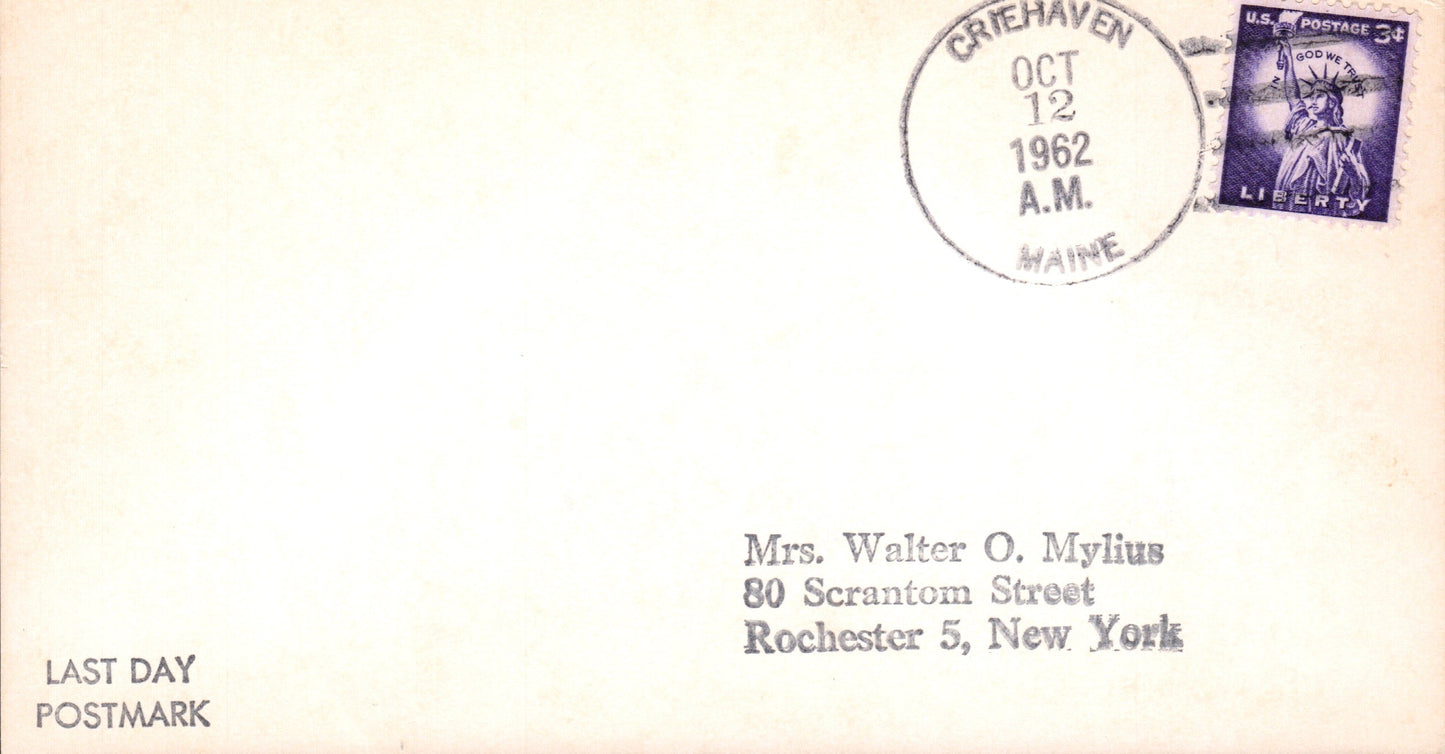 CRIEHAVEN
OCT
12
1962
A.M.
MAINE
U.S. POSTAGE 3¢
IN GOD WE TRUST
LIBERTY
Mrs. Walter O. Mylius
80 Scrantom Street
Rochester 5, New York
LAST DAY
POSTMARK